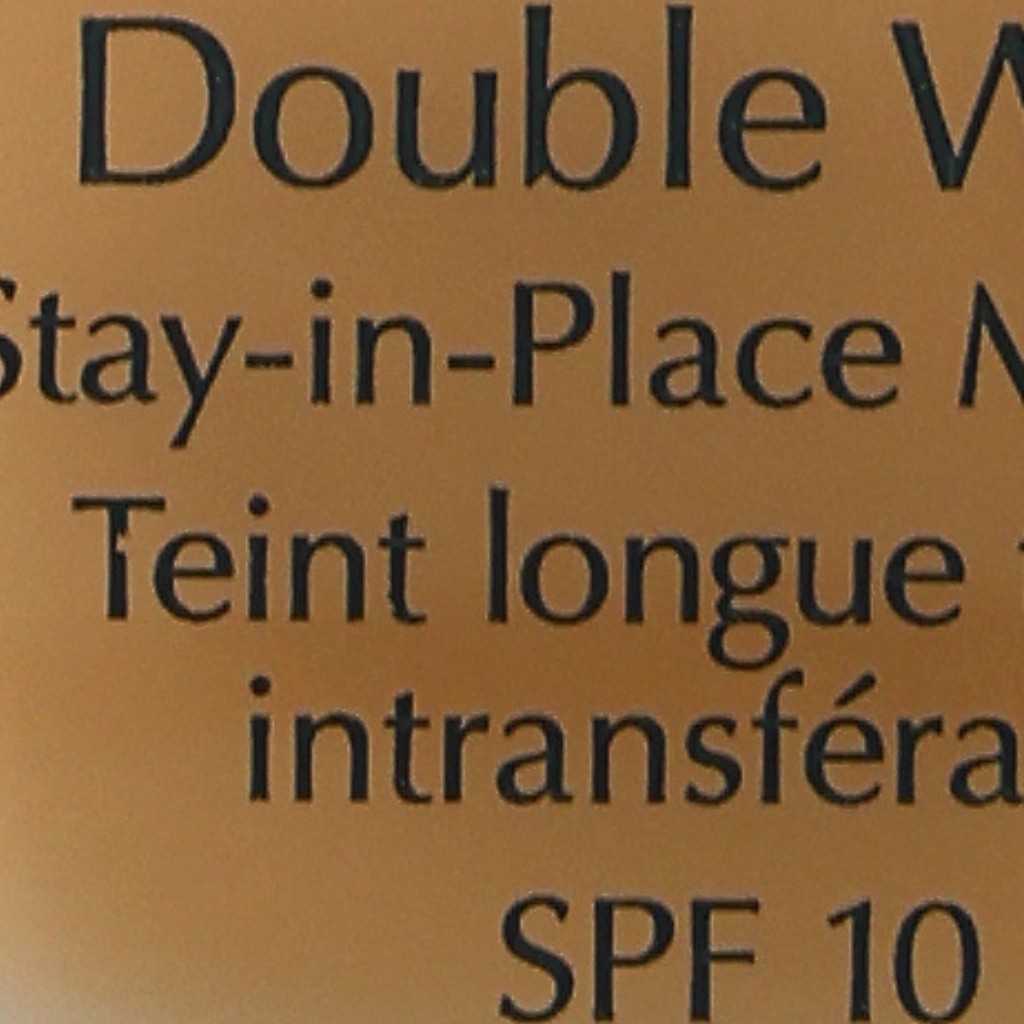 Double W
Stay-in-Place M
Teint longue
intransféra
SPF 10